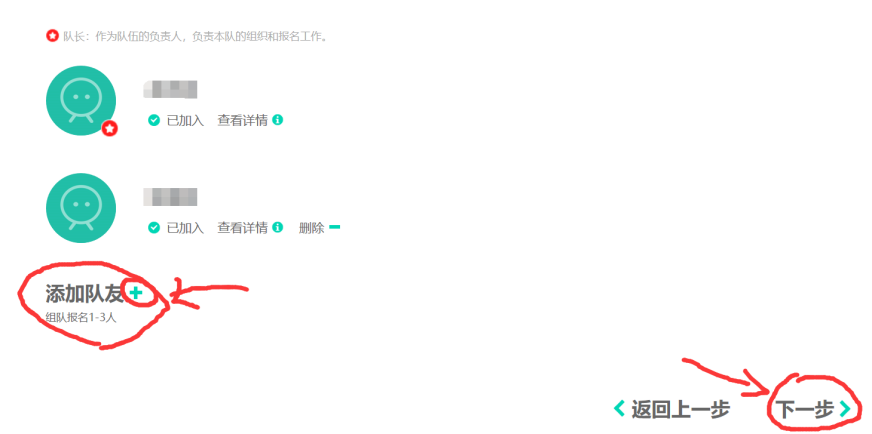 队长：作为队伍的负责人，负责本队的组织和报名工作。
已加入 查看详情
已加入 查看详情 删除
添加队友
组队报名1-3人
返回上一步 下一步